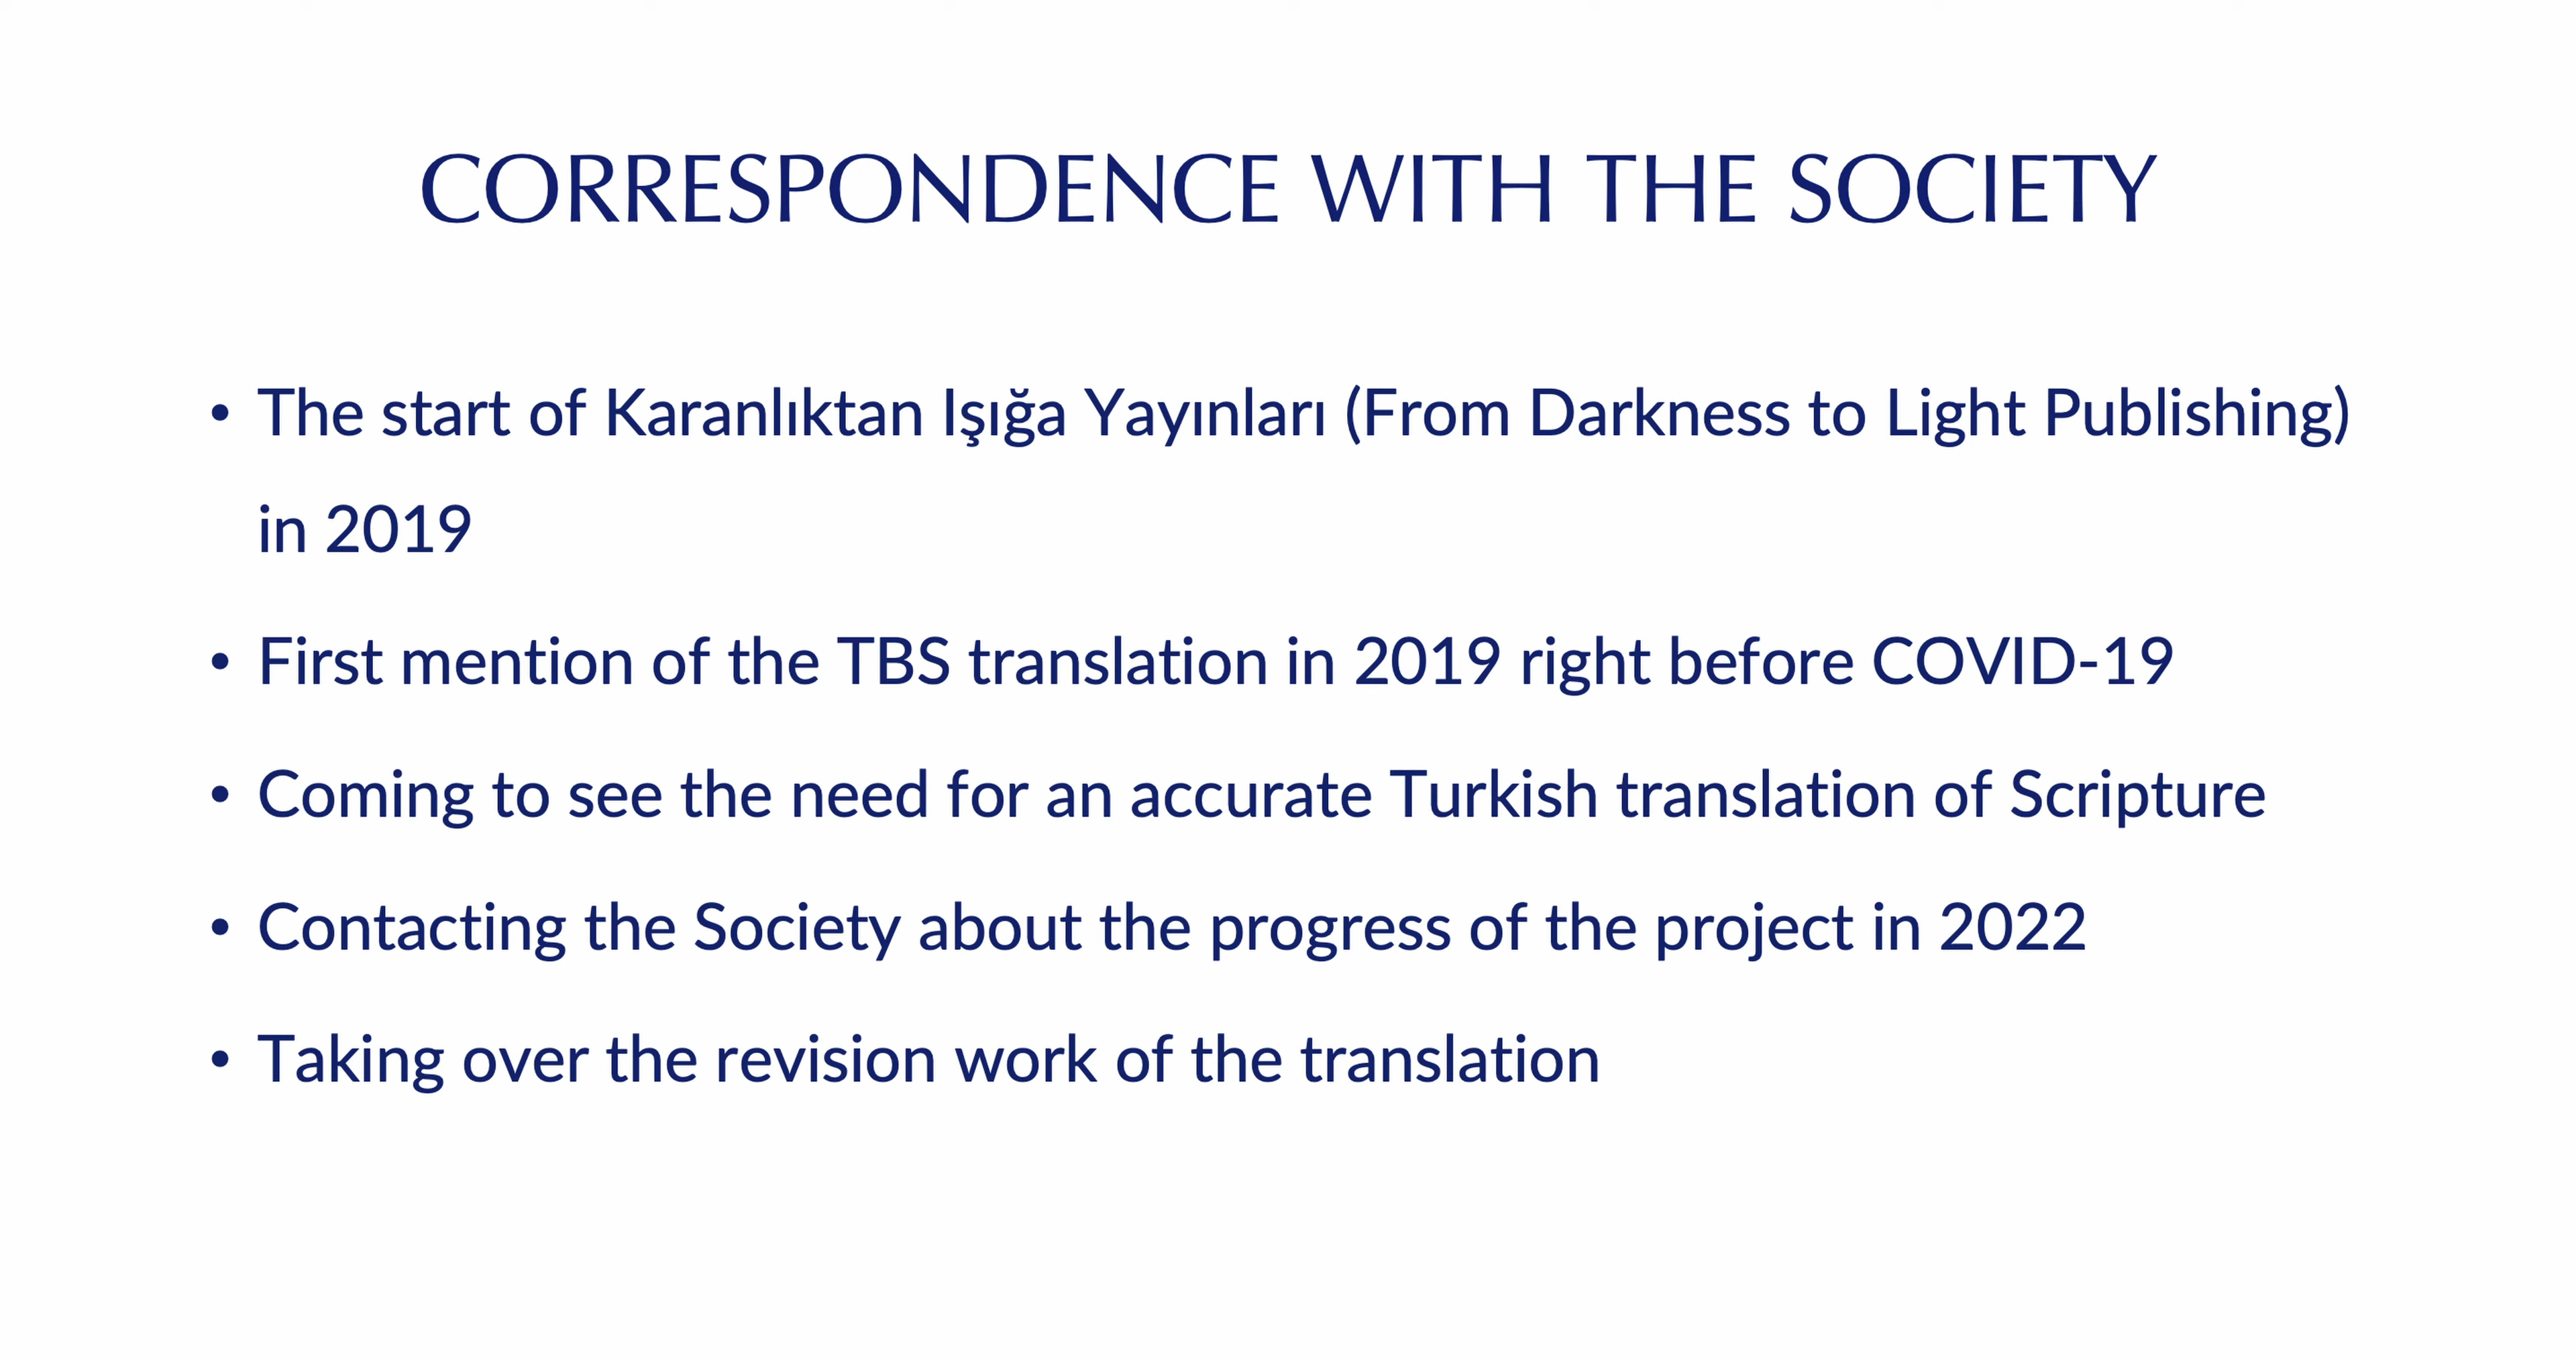 CORRESPONDENCE WITH THE SOCIETY
• The start of Karanlıktan Işığa Yayınları (From Darkness to Light Publishing)
in 2019
• First mention of the TBS translation in 2019 right before COVID-19
• Coming to see the need for an accurate Turkish translation of Scripture
• Contacting the Society about the progress of the project in 2022
• Taking over the revision work of the translation